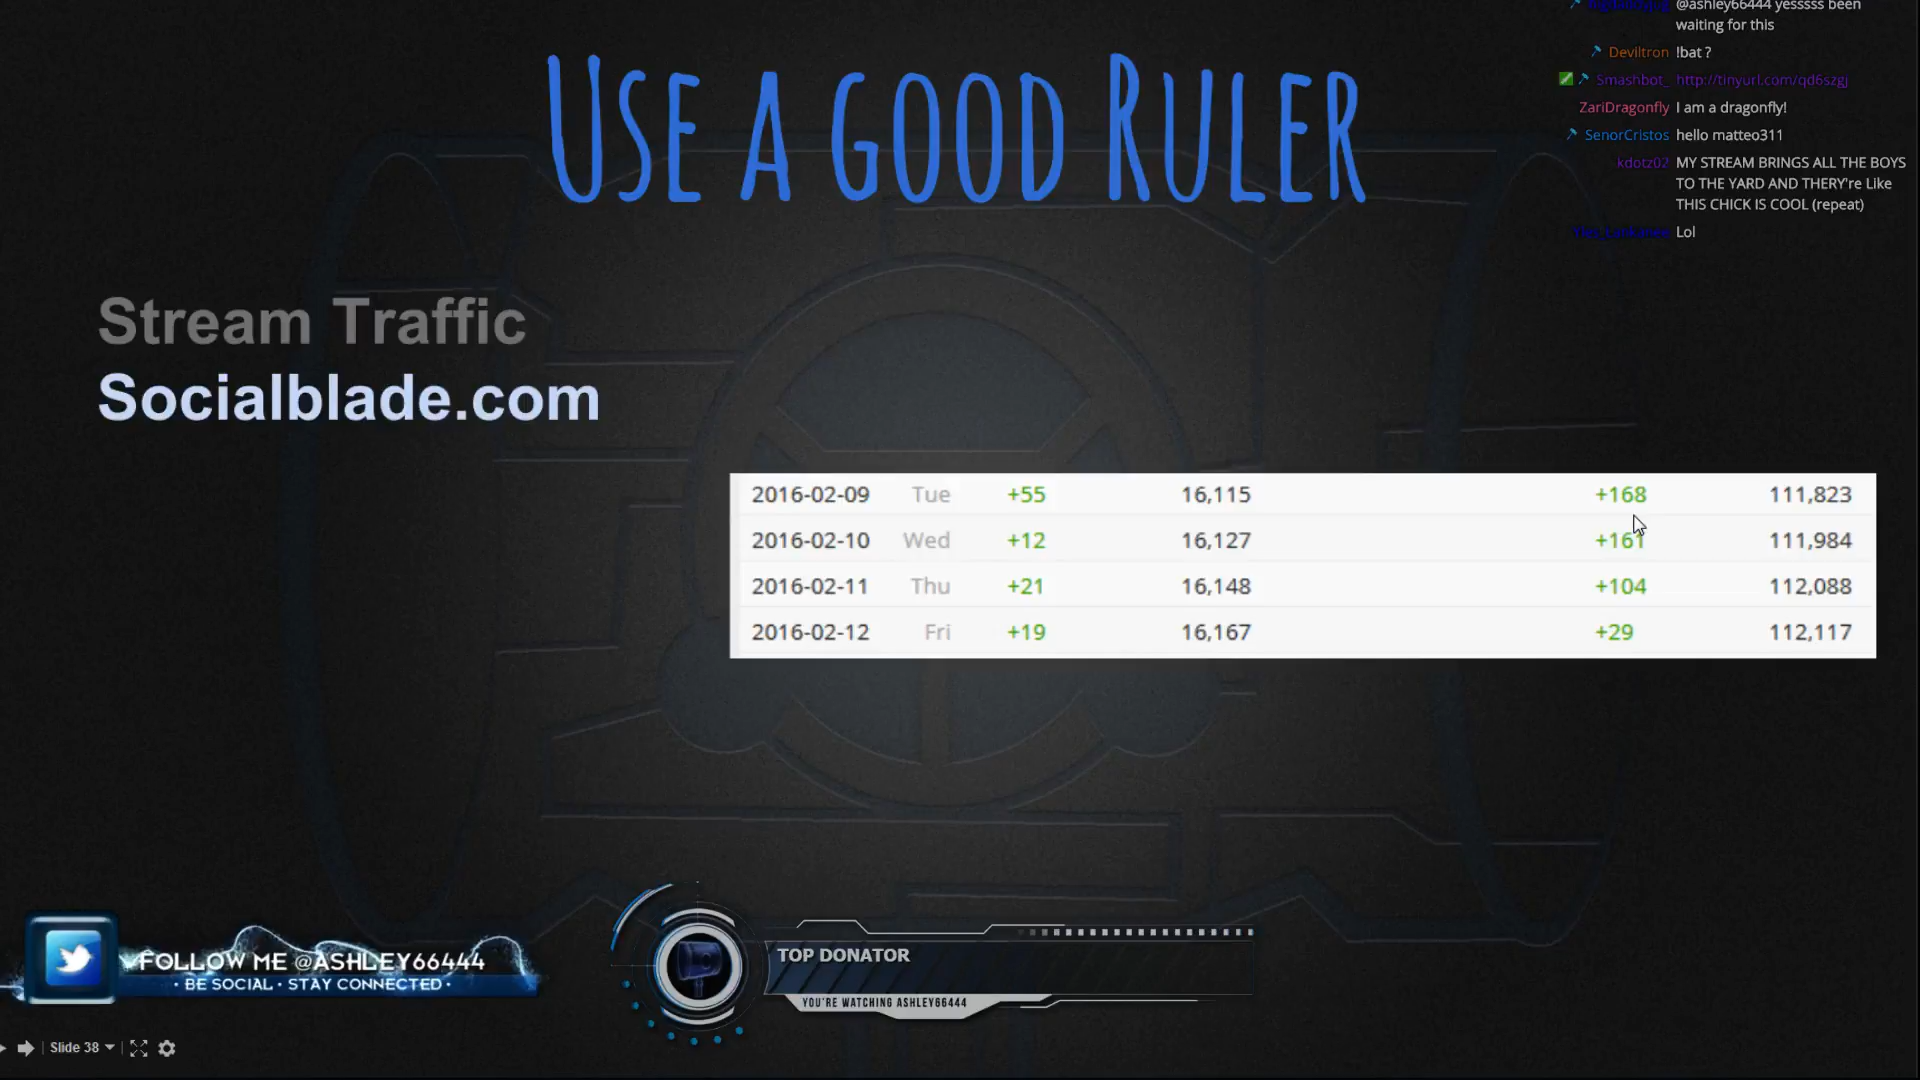 @ashley66444 yesssss been
waiting for this
Deviltron !bat ?
Smashbot_ http://tinyurl.com/qd6szgj
ZariDragonfly I am a dragonfly!
SenorCristos hello matteo311
kdotz02 MY STREAM BRINGS ALL THE BOYS
TO THE YARD AND THERY're Like
THIS CHICK IS COOL (repeat)
Lol
USE A GOOD RULER
Stream Traffic
Socialblade.com
2016-02-09 Tue +55 16,115 +168 111,823
2016-02-10 Wed +12 16,127 +161 111,984
2016-02-11 Thu +21 16,148 +104 112,088
2016-02-12 Fri +19 16,167 +29 112,117
FOLLOW ME @ASHLEY66444
· BE SOCIAL · STAY CONNECTED ·
TOP DONATOR
YOU'RE WATCHING ASHLEY66444
Slide 38